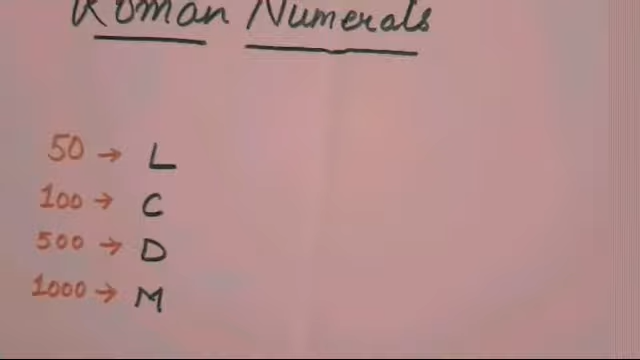 Roman Numerals
50 → L
100 → C
500 → D
1000 → M